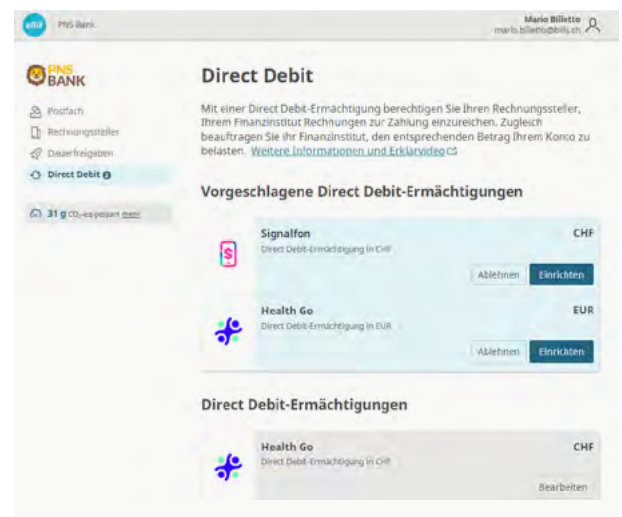 PNS Bank
Mario Billetto
mario.billetto@bills.ch
PNS
BANK
Postfach
Rechnungssteller
Dauerfreigaben
Direct Debit
31 g CO₂-eq gespart mehr
Direct Debit
Mit einer Direct Debit-Ermächtigung berechtigen Sie Ihren Rechnungssteller,
Ihrem Finanzinstitut Rechnungen zur Zahlung einzureichen. Zugleich
beauftragen Sie Ihr Finanzinstitut, den entsprechenden Betrag Ihrem Konto zu
belasten. Weitere Informationen und Erklärvideo
Vorgeschlagene Direct Debit-Ermächtigungen
Signalfon CHF
Direct Debit-Ermächtigung in CHF
Ablehnen Einrichten
Health Go EUR
Direct Debit-Ermächtigung in EUR
Ablehnen Einrichten
Direct Debit-Ermächtigungen
Health Go CHF
Direct Debit-Ermächtigung in CHF
Bearbeiten